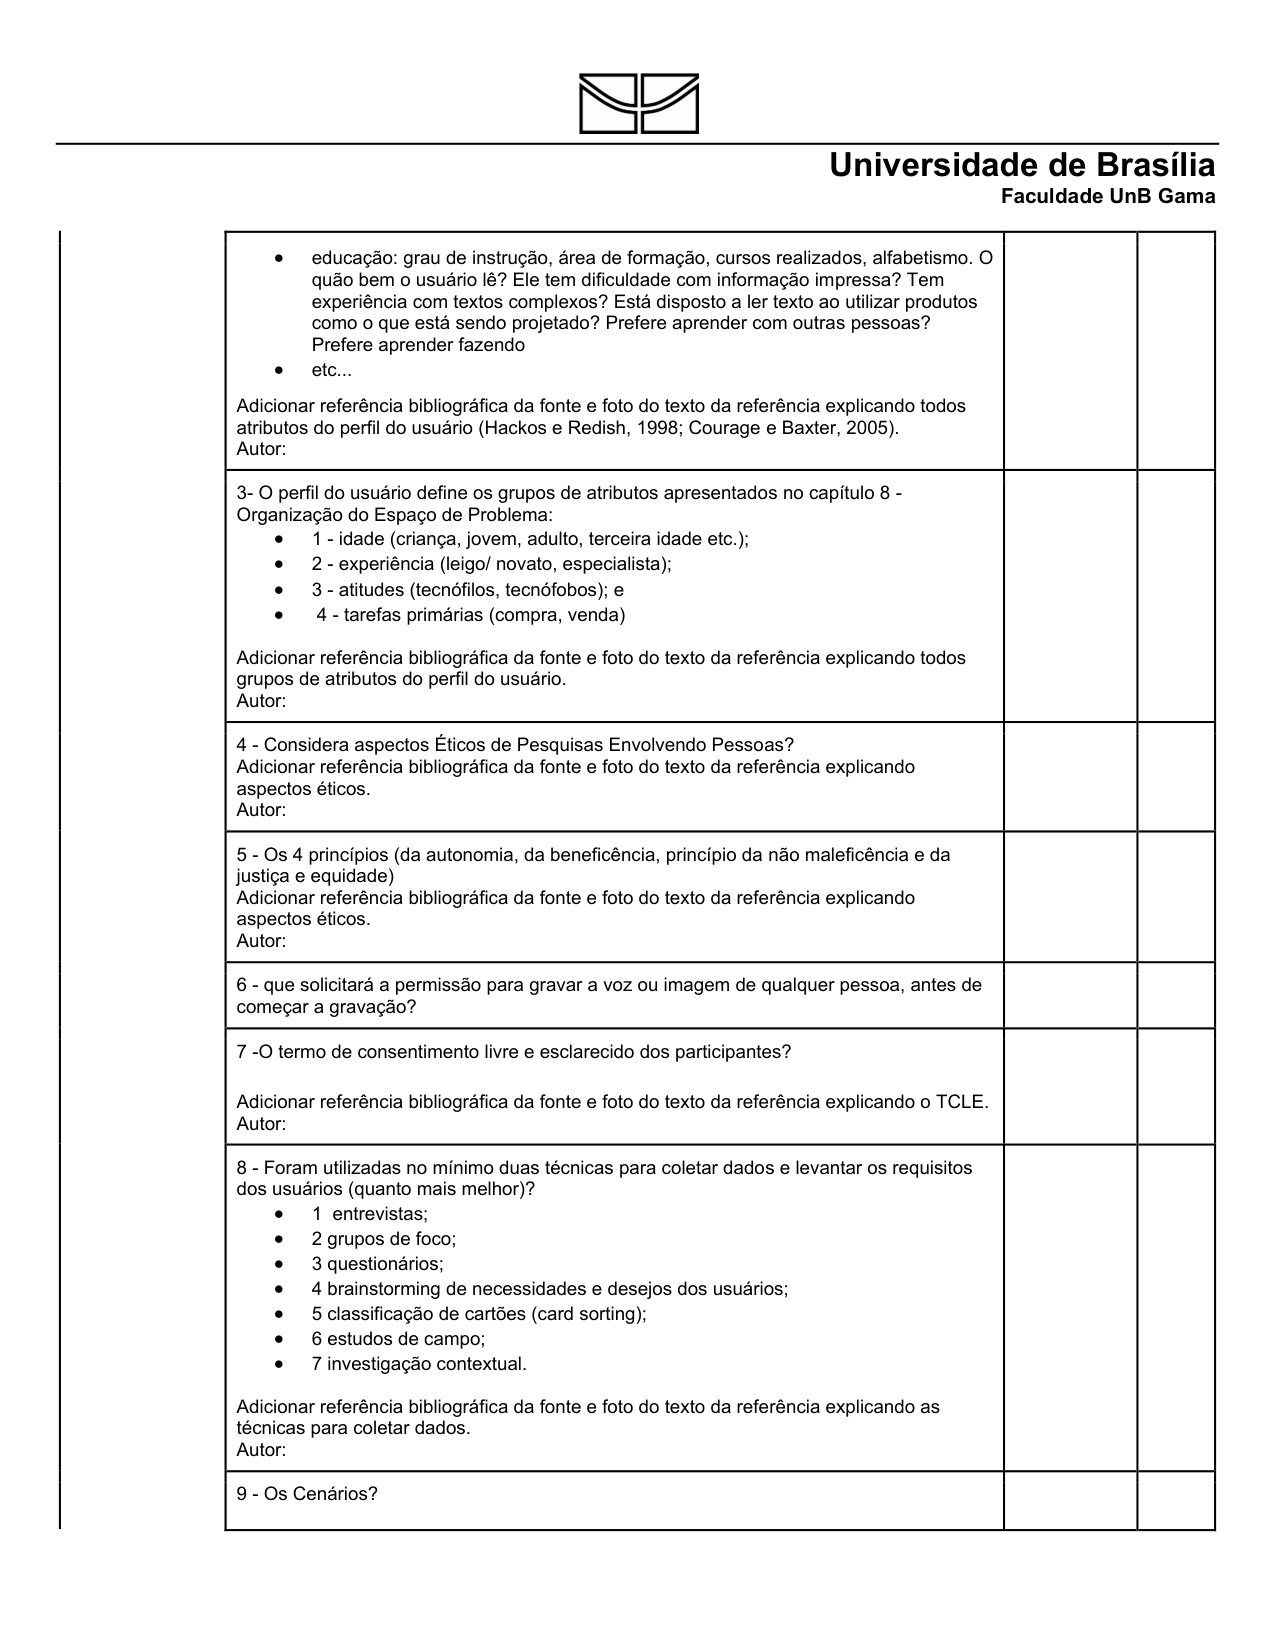 Universidade de Brasília
Faculdade UnB Gama
● educação: grau de instrução, área de formação, cursos realizados, alfabetismo. O
quão bem o usuário lê? Ele tem dificuldade com informação impressa? Tem
experiência com textos complexos? Está disposto a ler texto ao utilizar produtos
como o que está sendo projetado? Prefere aprender com outras pessoas?
Prefere aprender fazendo
● etc...
Adicionar referência bibliográfica da fonte e foto do texto da referência explicando todos
atributos do perfil do usuário (Hackos e Redish, 1998; Courage e Baxter, 2005).
Autor:
3- O perfil do usuário define os grupos de atributos apresentados no capítulo 8 -
Organização do Espaço de Problema:
● 1 - idade (criança, jovem, adulto, terceira idade etc.);
● 2 - experiência (leigo/ novato, especialista);
● 3 - atitudes (tecnófilos, tecnófobos); e
● 4 - tarefas primárias (compra, venda)
Adicionar referência bibliográfica da fonte e foto do texto da referência explicando todos
grupos de atributos do perfil do usuário.
Autor:
4 - Considera aspectos Éticos de Pesquisas Envolvendo Pessoas?
Adicionar referência bibliográfica da fonte e foto do texto da referência explicando
aspectos éticos.
Autor:
5 - Os 4 princípios (da autonomia, da beneficência, princípio da não maleficência e da
justiça e equidade)
Adicionar referência bibliográfica da fonte e foto do texto da referência explicando
aspectos éticos.
Autor:
6 - que solicitará a permissão para gravar a voz ou imagem de qualquer pessoa, antes de
começar a gravação?
7 -O termo de consentimento livre e esclarecido dos participantes?
Adicionar referência bibliográfica da fonte e foto do texto da referência explicando o TCLE.
Autor:
8 - Foram utilizadas no mínimo duas técnicas para coletar dados e levantar os requisitos
dos usuários (quanto mais melhor)?
● 1 entrevistas;
● 2 grupos de foco;
● 3 questionários;
● 4 brainstorming de necessidades e desejos dos usuários;
● 5 classificação de cartões (card sorting);
● 6 estudos de campo;
● 7 investigação contextual.
Adicionar referência bibliográfica da fonte e foto do texto da referência explicando as
técnicas para coletar dados.
Autor:
9 - Os Cenários?